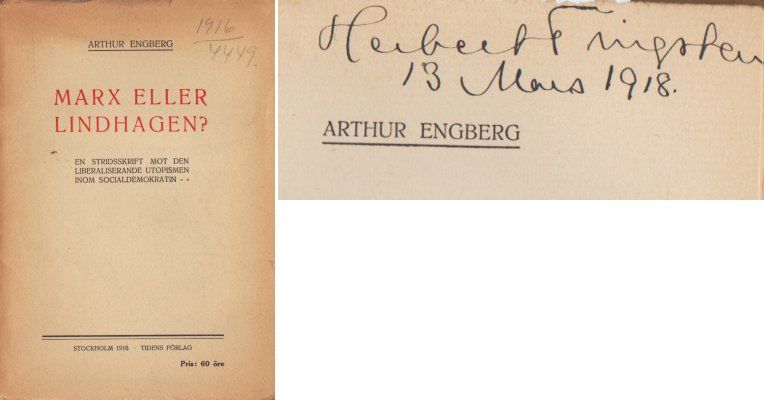 1916
4449.
ARTHUR ENGBERG
MARX ELLER
LINDHAGEN?
EN STRIDSSKRIFT MOT DEN
LIBERALISERANDE UTOPISMEN
INOM SOCIALDEMOKRATIN - -
STOCKHOLM 1916 · TIDENS FÖRLAG
Pris: 60 öre
Herbert Tingsten
13 Mars 1918.
ARTHUR ENGBERG